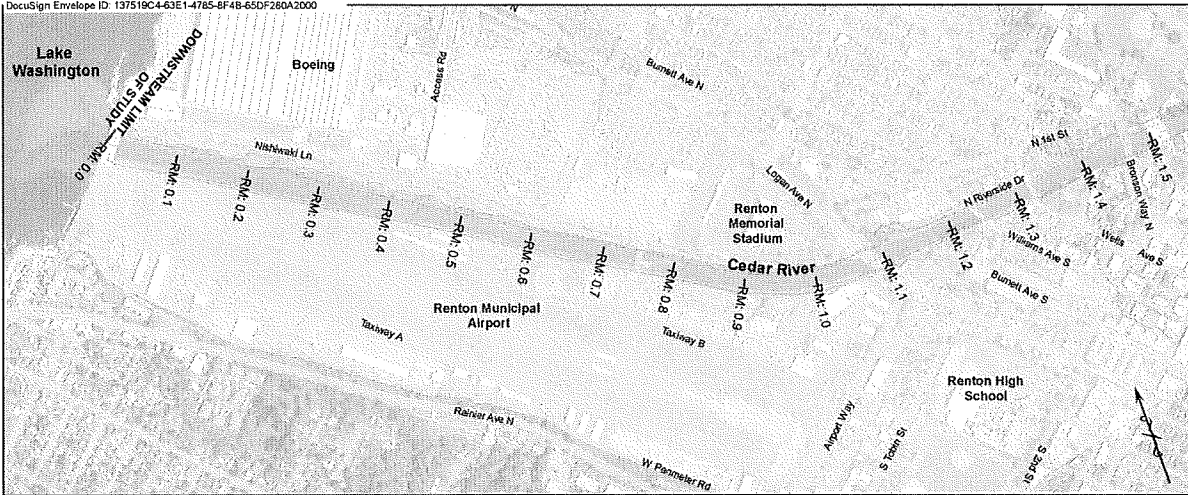 DocuSign Envelope ID: 137519C4-63E1-4785-8F4B-65DF260A2000
Lake
Washington
DOWNSTREAM LIMIT
OF STUDY
Boeing
Access Rd
Burnett Ave N
Nishiwaki Ln
RM: 0.0
RM: 0.1
RM: 0.2
RM: 0.3
RM: 0.4
RM: 0.5
RM: 0.6
RM: 0.7
RM: 0.8
RM: 0.9
RM: 1.0
RM: 1.1
RM: 1.2
RM: 1.3
RM: 1.4
RM: 1.5
Logan Ave N
Renton
Memorial
Stadium
Cedar River
N 1st St
N Riverside Dr
Bronson Way N
Wells Ave S
Williams Ave S
Burnett Ave S
Renton Municipal
Airport
Taxiway A
Taxiway B
Rainier Ave N
W Perimeter Rd
Airport Way
S Tobin St
Renton High
School
S 2nd St